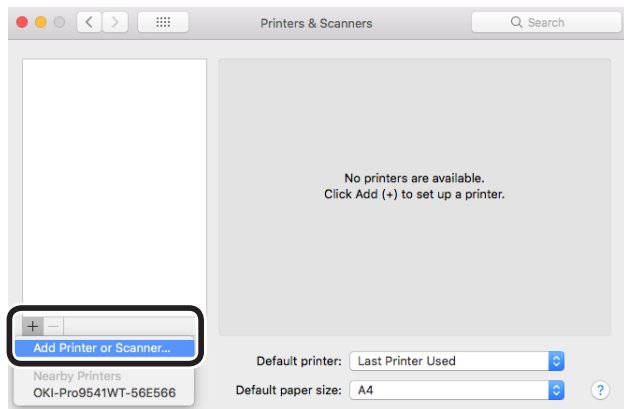 Printers & Scanners
Search
No printers are available.
Click Add (+) to set up a printer.
+ −
Add Printer or Scanner...
Nearby Printers
OKI-Pro9541WT-56E566
Default printer: Last Printer Used
Default paper size: A4
?